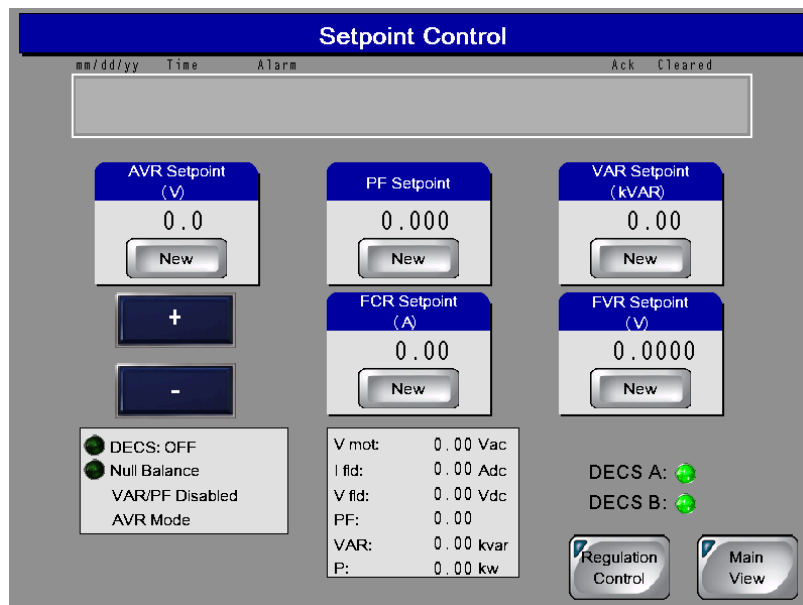 Setpoint Control
mm/dd/yy Time Alarm Ack Cleared
AVR Setpoint
(V)
0.0
New
PF Setpoint
0.000
New
VAR Setpoint
(kVAR)
0.00
New
+
-
FCR Setpoint
(A)
0.00
New
FVR Setpoint
(V)
0.0000
New
DECS: OFF
Null Balance
VAR/PF Disabled
AVR Mode
V mot: 0.00 Vac
I fld: 0.00 Adc
V fld: 0.00 Vdc
PF: 0.00
VAR: 0.00 kvar
P: 0.00 kw
DECS A:
DECS B:
Regulation
Control
Main
View